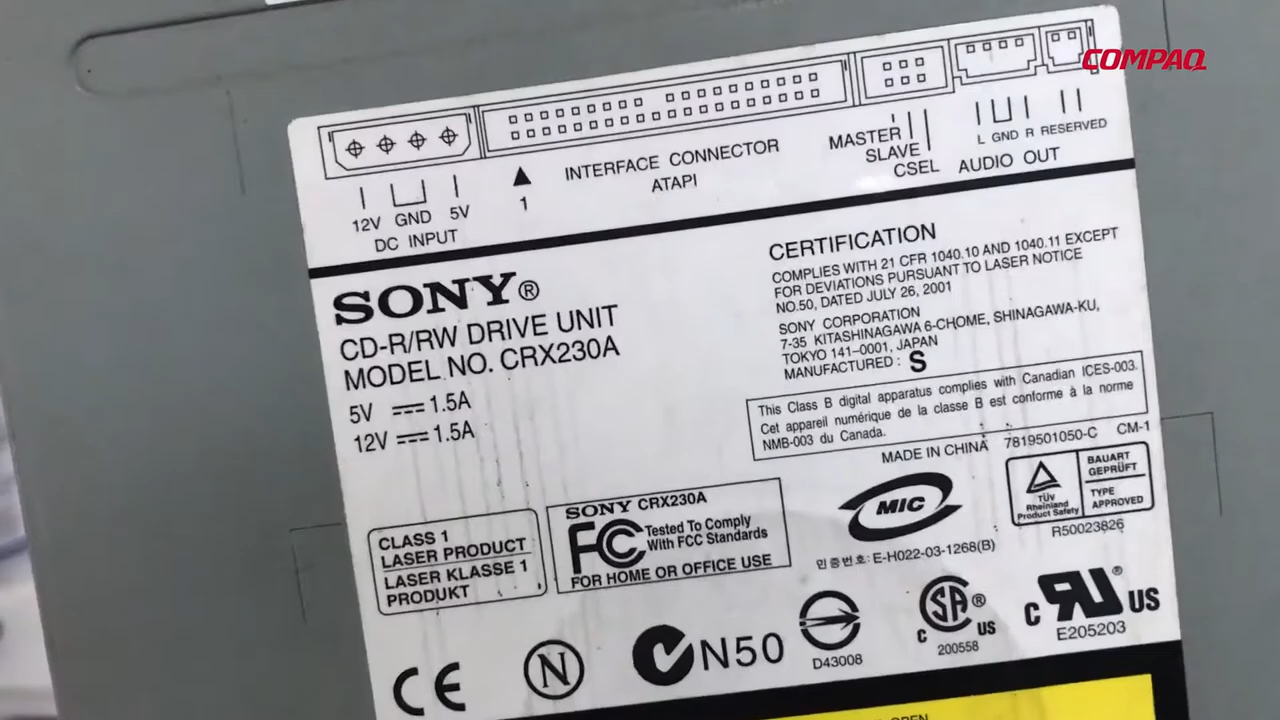 COMPAQ
MASTER
SLAVE
CSEL
L GND R RESERVED
AUDIO OUT
INTERFACE CONNECTOR
ATAPI
1
12V GND 5V
DC INPUT
SONY®
CD-R/RW DRIVE UNIT
MODEL NO. CRX230A
5V ⎓ 1.5A
12V ⎓ 1.5A
CERTIFICATION
COMPLIES WITH 21 CFR 1040.10 AND 1040.11 EXCEPT
FOR DEVIATIONS PURSUANT TO LASER NOTICE
NO.50, DATED JULY 26, 2001
SONY CORPORATION
7-35 KITASHINAGAWA 6-CHOME, SHINAGAWA-KU,
TOKYO 141-0001, JAPAN
MANUFACTURED : S
This Class B digital apparatus complies with Canadian ICES-003.
Cet appareil numérique de la classe B est conforme à la norme
NMB-003 du Canada.
MADE IN CHINA 7819501050-C CM-1
CLASS 1
LASER PRODUCT
LASER KLASSE 1
PRODUKT
SONY CRX230A
FC Tested To Comply
With FCC Standards
FOR HOME OR OFFICE USE
MIC
민증번호: E-H022-03-1268(B)
TÜV
Rheinland
Product Safety
BAUART
GEPRÜFT
TYPE
APPROVED
R50023826
CE
N
N50
D43008
C SA ® US
200558
C RU ® US
E205203
OPEN